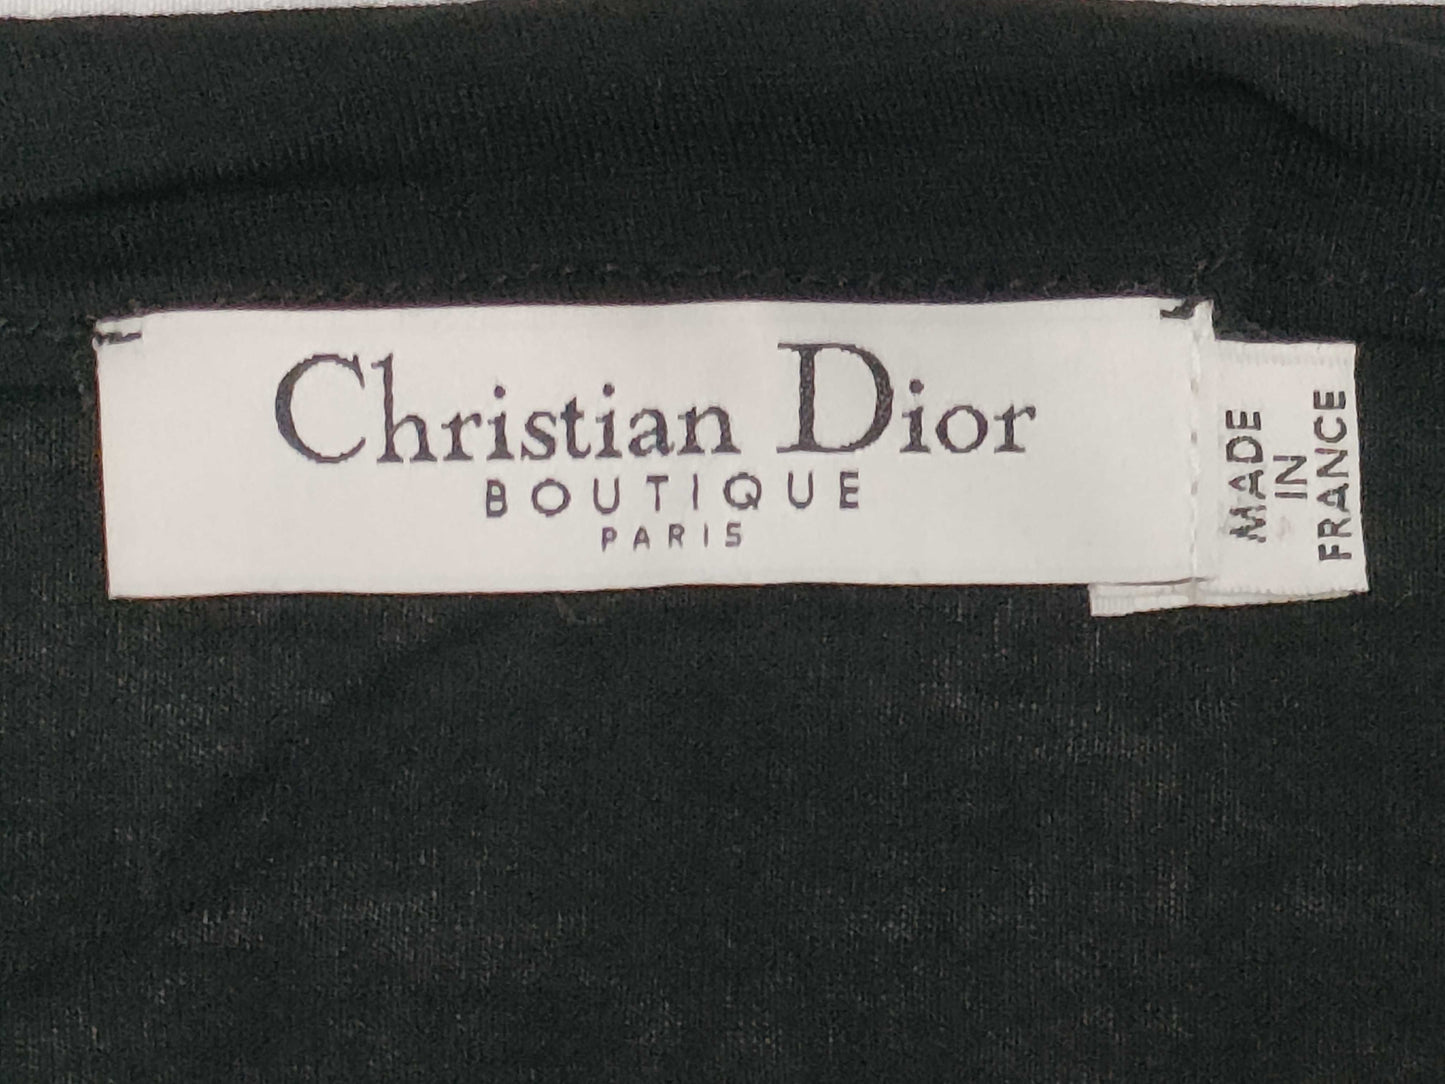 Christian Dior
BOUTIQUE
PARIS
MADE
IN
FRANCE